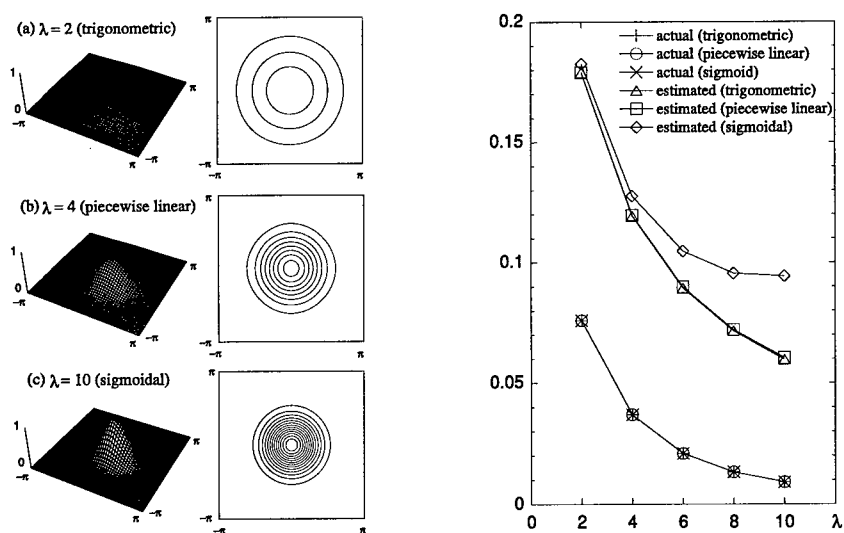 (a) λ = 2 (trigonometric)
1
0
−π
π
π
−π
π
−π
−π
π
(b) λ = 4 (piecewise linear)
1
0
−π
π
π
−π
π
−π
−π
π
(c) λ = 10 (sigmoidal)
1
0
−π
π
π
−π
π
−π
−π
π
0.2
0.15
0.1
0.05
0
0 2 4 6 8 10 λ
actual (trigonometric)
actual (piecewise linear)
actual (sigmoid)
estimated (trigonometric)
estimated (piecewise linear)
estimated (sigmoidal)